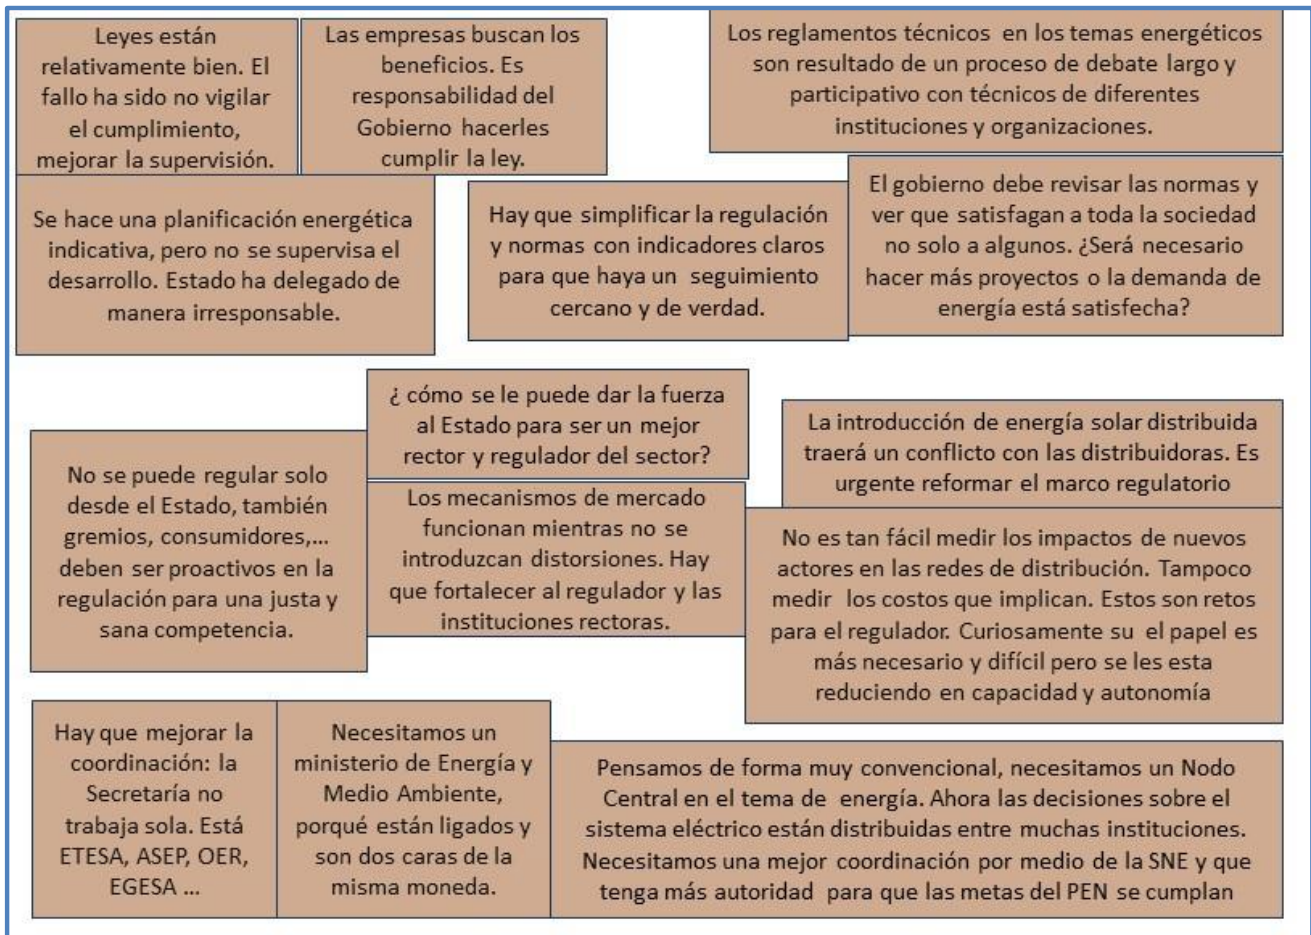 Leyes están
relativamente bien. El
fallo ha sido no vigilar
el cumplimiento,
mejorar la supervisión.
Las empresas buscan los
beneficios. Es
responsabilidad del
Gobierno hacerles
cumplir la ley.
Los reglamentos técnicos en los temas energéticos
son resultado de un proceso de debate largo y
participativo con técnicos de diferentes
instituciones y organizaciones.
Se hace una planificación energética
indicativa, pero no se supervisa el
desarrollo. Estado ha delegado de
manera irresponsable.
Hay que simplificar la regulación
y normas con indicadores claros
para que haya un seguimiento
cercano y de verdad.
El gobierno debe revisar las normas y
ver que satisfagan a toda la sociedad
no solo a algunos. ¿Será necesario
hacer más proyectos o la demanda de
energía está satisfecha?
¿ cómo se le puede dar la fuerza
al Estado para ser un mejor
rector y regulador del sector?
La introducción de energía solar distribuida
traerá un conflicto con las distribuidoras. Es
urgente reformar el marco regulatorio
No se puede regular solo
desde el Estado, también
gremios, consumidores,...
deben ser proactivos en la
regulación para una justa y
sana competencia.
Los mecanismos de mercado
funcionan mientras no se
introduzcan distorsiones. Hay
que fortalecer al regulador y las
instituciones rectoras.
No es tan fácil medir los impactos de nuevos
actores en las redes de distribución. Tampoco
medir los costos que implican. Estos son retos
para el regulador. Curiosamente su el papel es
más necesario y difícil pero se les esta
reduciendo en capacidad y autonomía
Hay que mejorar la
coordinación: la
Secretaría no
trabaja sola. Está
ETESA, ASEP, OER,
EGESA ...
Necesitamos un
ministerio de Energía y
Medio Ambiente,
porqué están ligados y
son dos caras de la
misma moneda.
Pensamos de forma muy convencional, necesitamos un Nodo
Central en el tema de energía. Ahora las decisiones sobre el
sistema eléctrico están distribuidas entre muchas instituciones.
Necesitamos una mejor coordinación por medio de la SNE y que
tenga más autoridad para que las metas del PEN se cumplan